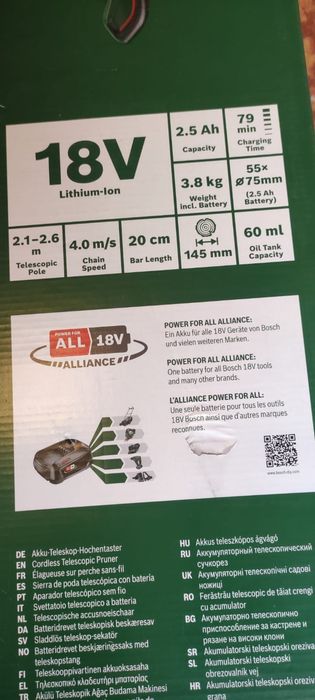 18V
Lithium-Ion
2.5 Ah
Capacity
79
min
Charging
Time
3.8 kg
Weight
incl. Battery
55x
ø75mm
(2.5 Ah
Battery)
2.1–2.6
m
Telescopic
Pole
4.0 m/s
Chain
Speed
20 cm
Bar Length
145 mm
60 ml
Oil Tank
Capacity
POWER FOR
ALL 18V
ALLIANCE
POWER FOR ALL ALLIANCE:
Ein Akku für alle 18V Geräte von Bosch
und vielen weiteren Marken.
POWER FOR ALL ALLIANCE:
One battery for all Bosch 18V tools
and many other brands.
L'ALLIANCE POWER FOR ALL:
Une seule batterie pour tous les outils
18V Bosch ainsi que d'autres marques
reconnues.
DE Akku-Teleskop-Hochentaster
EN Cordless Telescopic Pruner
FR Élagueuse sur perche sans-fil
ES Sierra de poda telescópica con batería
PT Aparador telescópico sem fio
IT Svettatoio telescopico a batteria
NL Telescopische accusnoeischaar
DA Batteridrevet teleskopisk beskæresav
SV Sladdlös teleskop-sekatör
NO Batteridrevet beskjæringssaks med
teleskopstang
FI Teleskooppivartinen akkuoksasaha
EL Τηλεσκοπικό κλαδευτήρι μπαταρίας
TR Akülü Teleskopik Ağaç Budama Makinesi
HU Akkus teleszkópos ágvágó
RU Аккумуляторный телескопический
сучкорез
UK Акумуляторні телескопічні садові
ножиці
RO Ferăstrău telescopic de tăiat crengi
cu acumulator
BG Акумулаторно телескопично
приспособление за кастрене и
рязане на високи клони
SR Akumulatorski teleskopski oreziva
SL Akumulatorski teleskopski
obrezovalnik vej
HR Akumulatorski teleskopski oreziva
grana